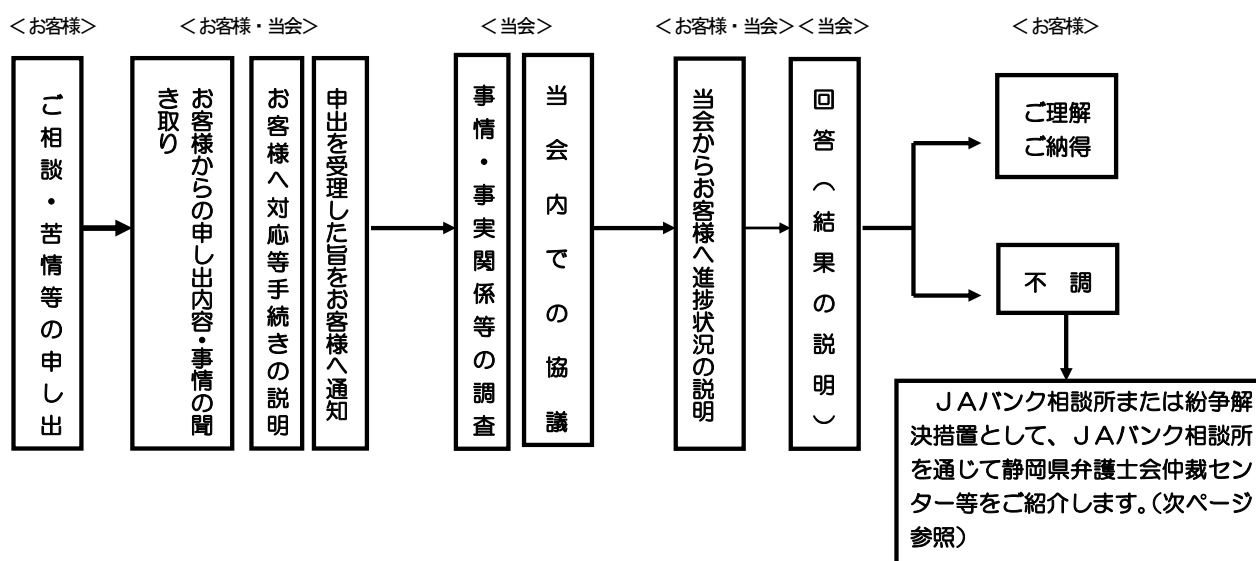 ＜お客様＞
＜お客様・当会＞
＜当会＞
＜お客様・当会＞
＜当会＞
＜お客様＞
ご相談・苦情等の申し出
お客様からの申し出内容・事情の聞
き取り
お客様へ対応等手続きの説明
申出を受理した旨をお客様へ通知
事情・事実関係等の調査
当会内での協議
当会からお客様へ進捗状況の説明
回答（結果の説明）
ご理解
ご納得
不　調
ＪＡバンク相談所または紛争解
決措置として、ＪＡバンク相談所
を通じて静岡県弁護士会仲裁セン
ター等をご紹介します。（次ページ
参照）